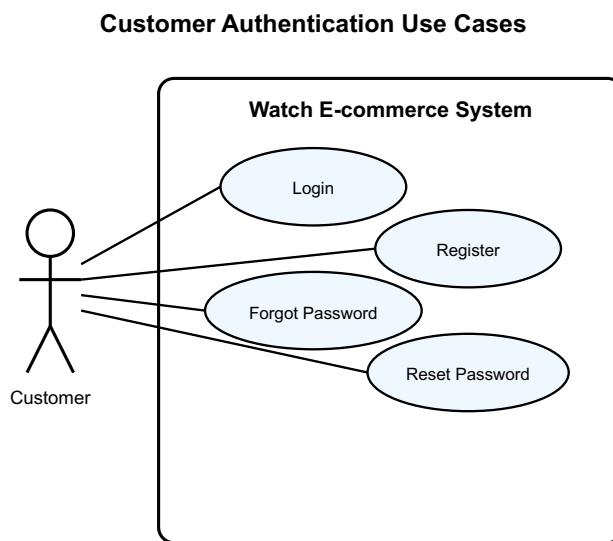 Customer Authentication Use Cases
Watch E-commerce System
Login
Register
Forgot Password
Reset Password
Customer